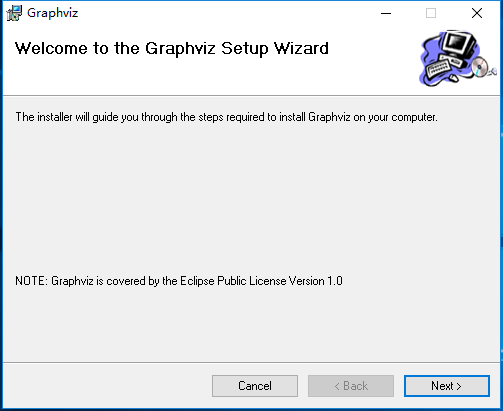 Graphviz
Welcome to the Graphviz Setup Wizard
The installer will guide you through the steps required to install Graphviz on your computer.
NOTE: Graphviz is covered by the Eclipse Public License Version 1.0
Cancel
< Back
Next >